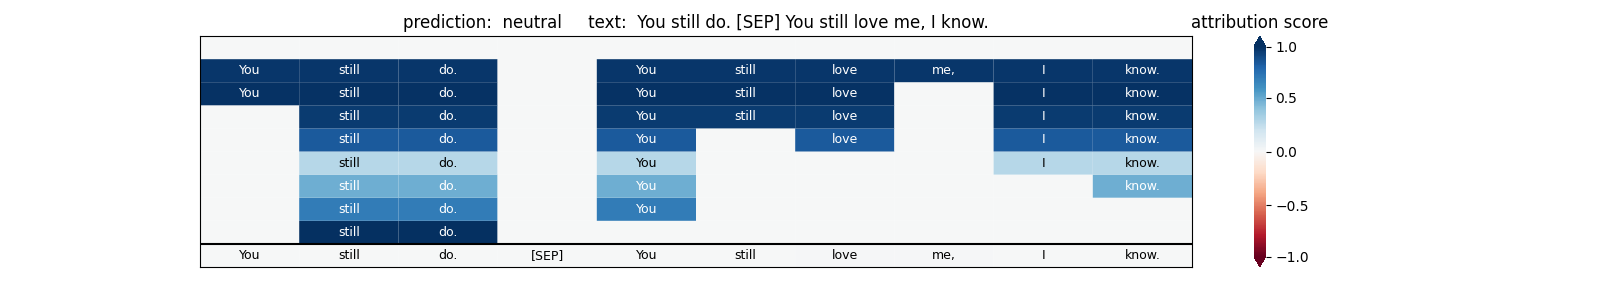 prediction:  neutral     text:  You still do. [SEP] You still love me, I know.
attribution score
You still do. You still love me, I know.
You still do. You still love I know.
still do. You still love I know.
still do. You love I know.
still do. You I know.
still do. You know.
still do. You
still do.
You still do. [SEP] You still love me, I know.
1.0
0.5
0.0
−0.5
−1.0